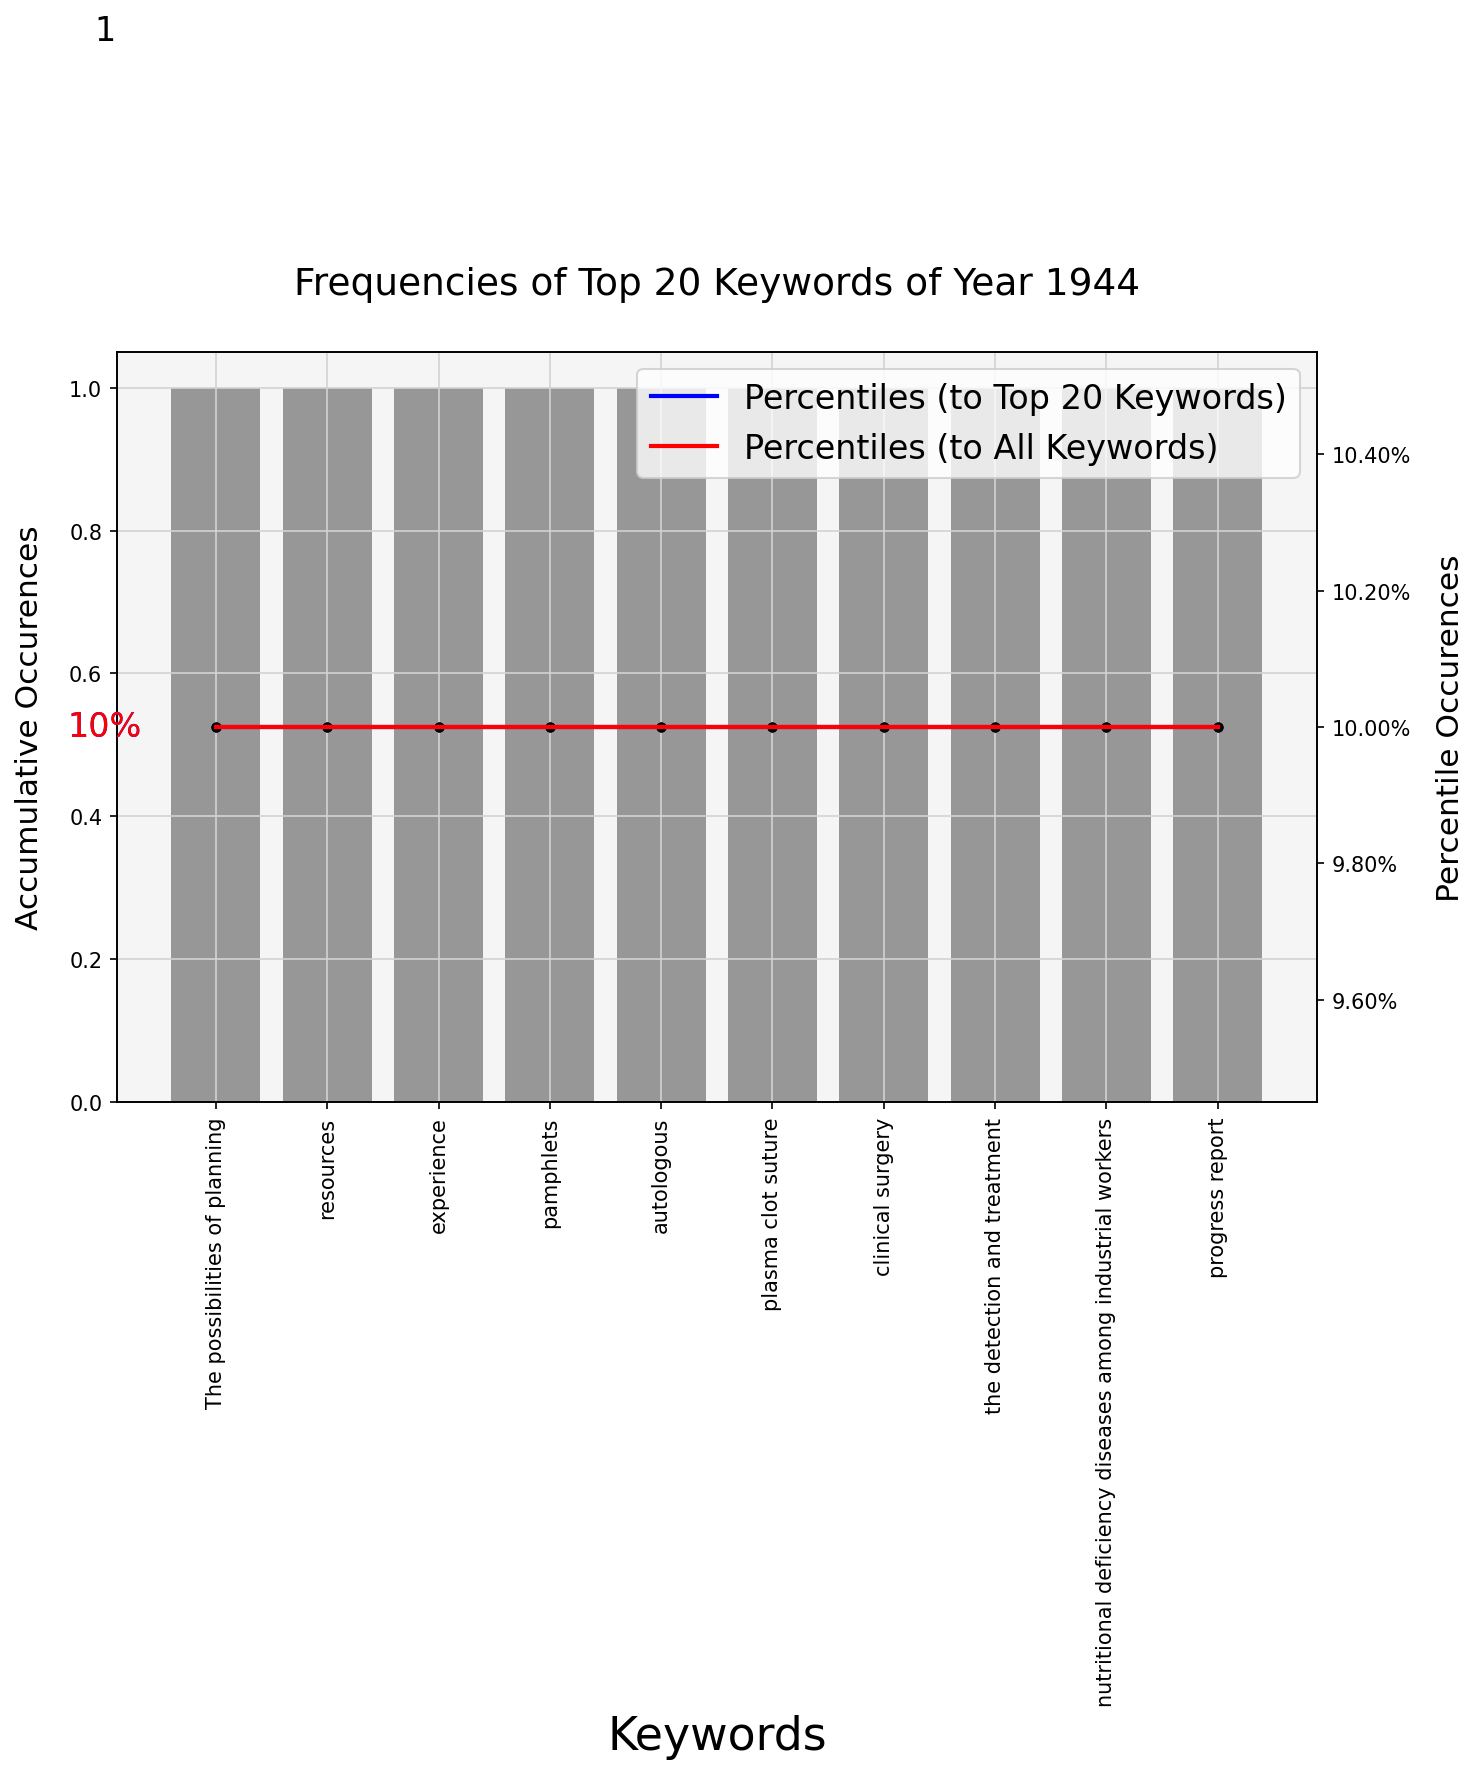 1
Frequencies of Top 20 Keywords of Year 1944
Percentiles (to Top 20 Keywords)
Percentiles (to All Keywords)
Accumulative Occurences
1.0
0.8
0.6
0.4
0.2
0.0
10%
10.40%
10.20%
10.00%
9.80%
9.60%
Percentile Occurences
The possibilities of planning
resources
experience
pamphlets
autologous
plasma clot suture
clinical surgery
the detection and treatment
nutritional deficiency diseases among industrial workers
progress report
Keywords